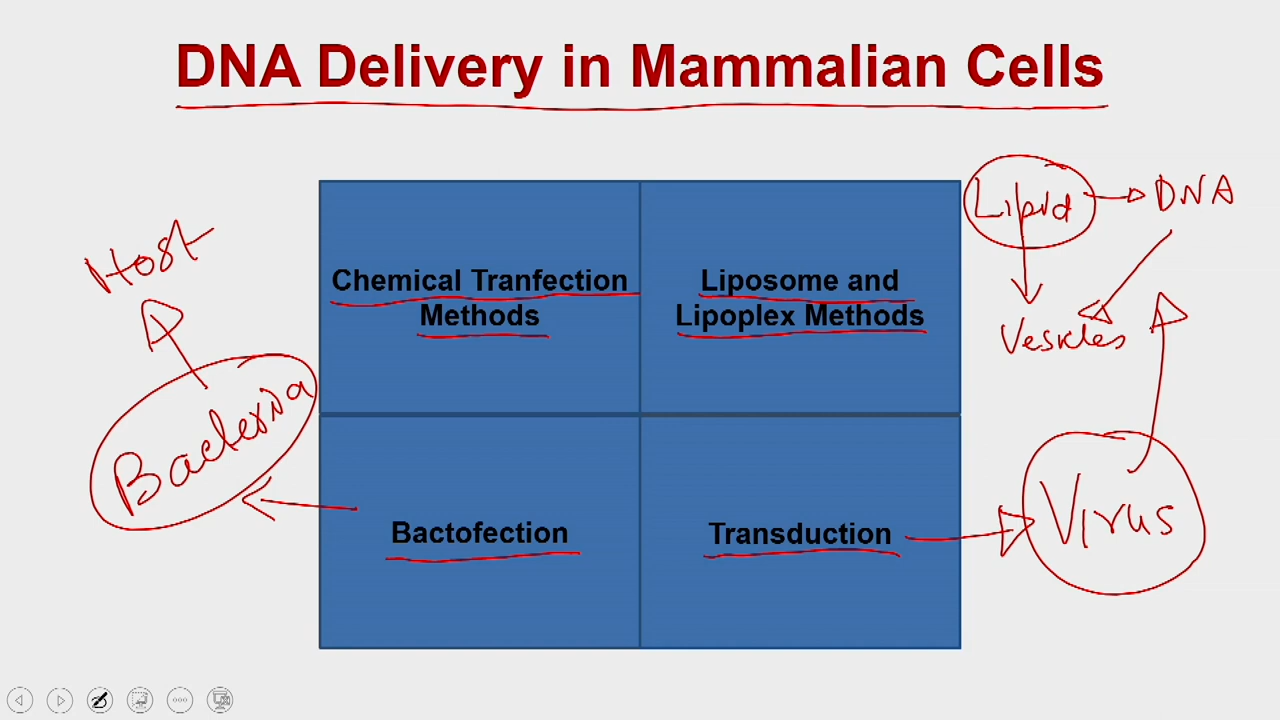 DNA Delivery in Mammalian Cells
Lipid
DNA
Host
Chemical Tranfection
Methods
Liposome and
Lipoplex Methods
Vesicles
Bacteria
Bactofection
Transduction
Virus